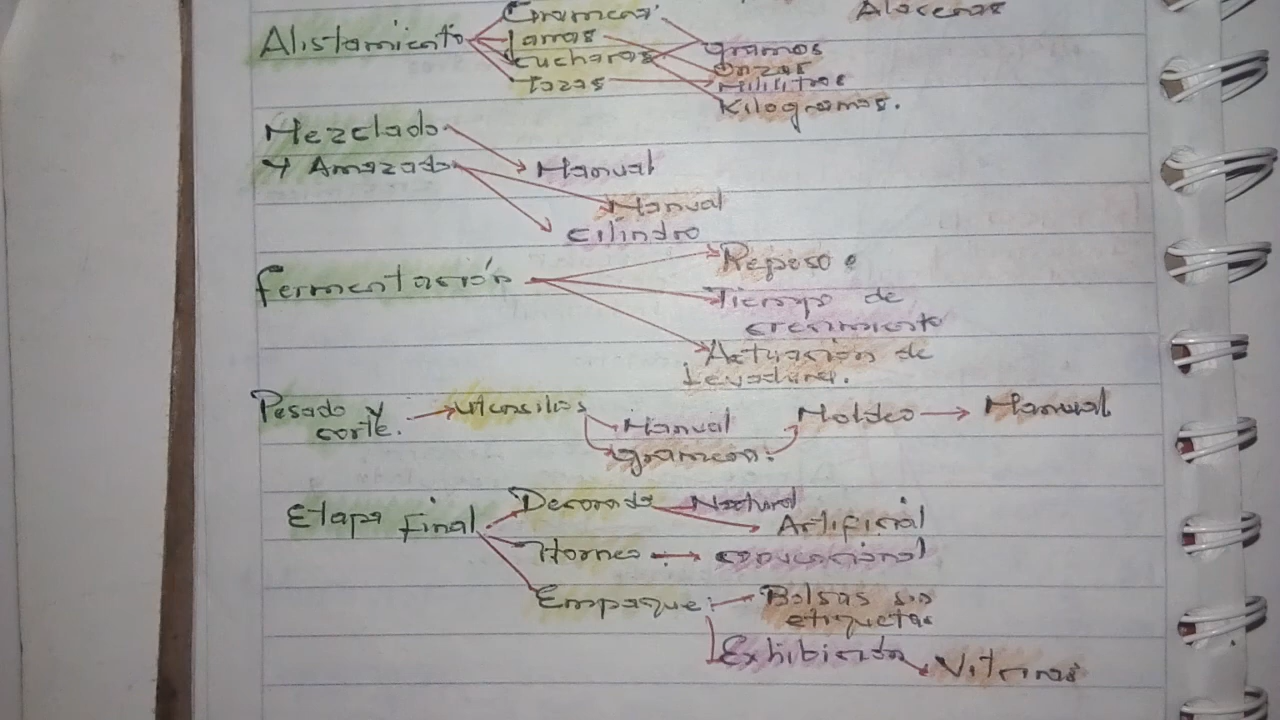 Alacenas
Gramera.
Alistamiento
Jarras
Cucharas
gramos
Onzas
Tazas
Mililitros
Kilogramos.
Mezclado
Y Amazado
Manual
Manual
cilindro
Fermentación
Reposo
Tiempo de
crecimiento
Actuación de
Levadura.
Pesado y
corte.
utensilios
Manual
gramera.
Moldeo
Manual
Etapa Final
Decorado
Natural
Artificial
Horneo
convencional
Empaque:
Bolsas sin
etiquetas
Exhibición
Vitrinas